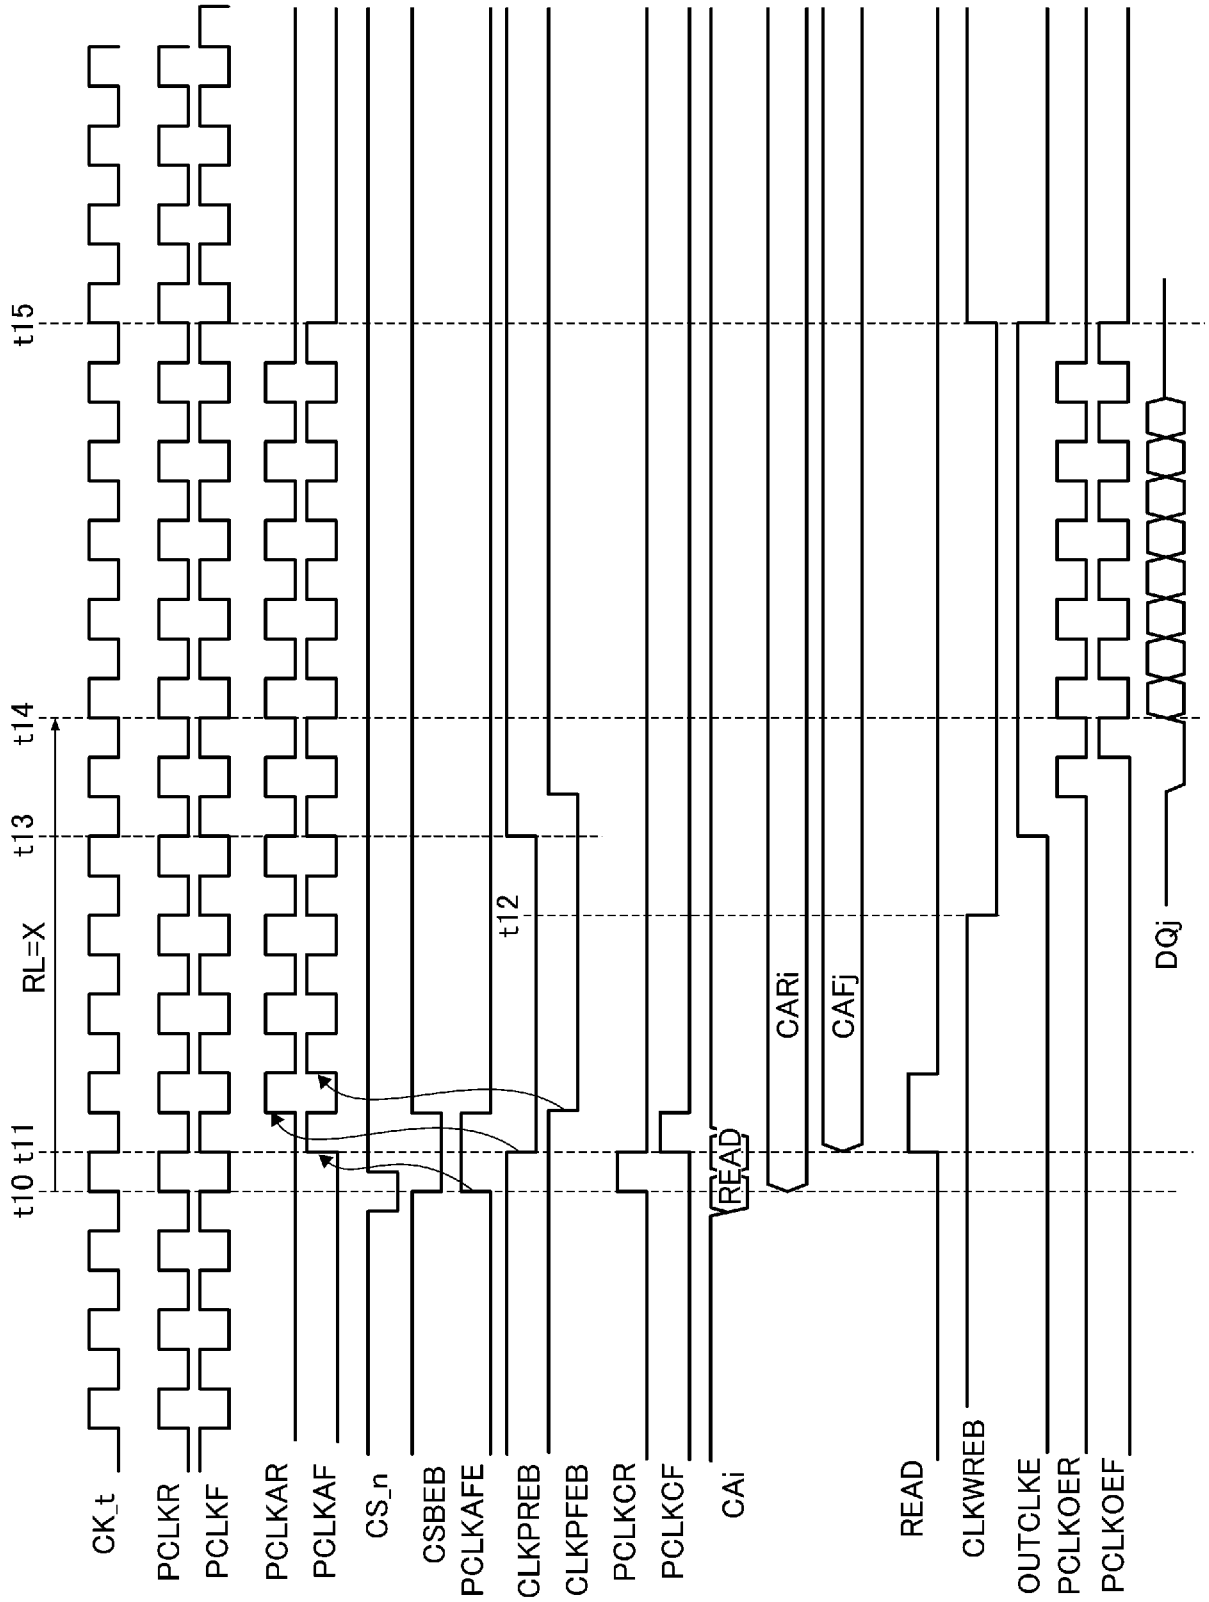 RL=X
t10
t11
t13
t14
t15
CK_t
PCLKR
PCLKF
PCLKAR
PCLKAF
CS_n
CSBEB
PCLKAFE
CLKPREB
t12
CLKPFEB
PCLKCR
PCLKCF
CAi
READ
READ
CARi
CAFj
READ
CLKWREB
OUTCLKE
PCLKOER
PCLKOEF
DQj